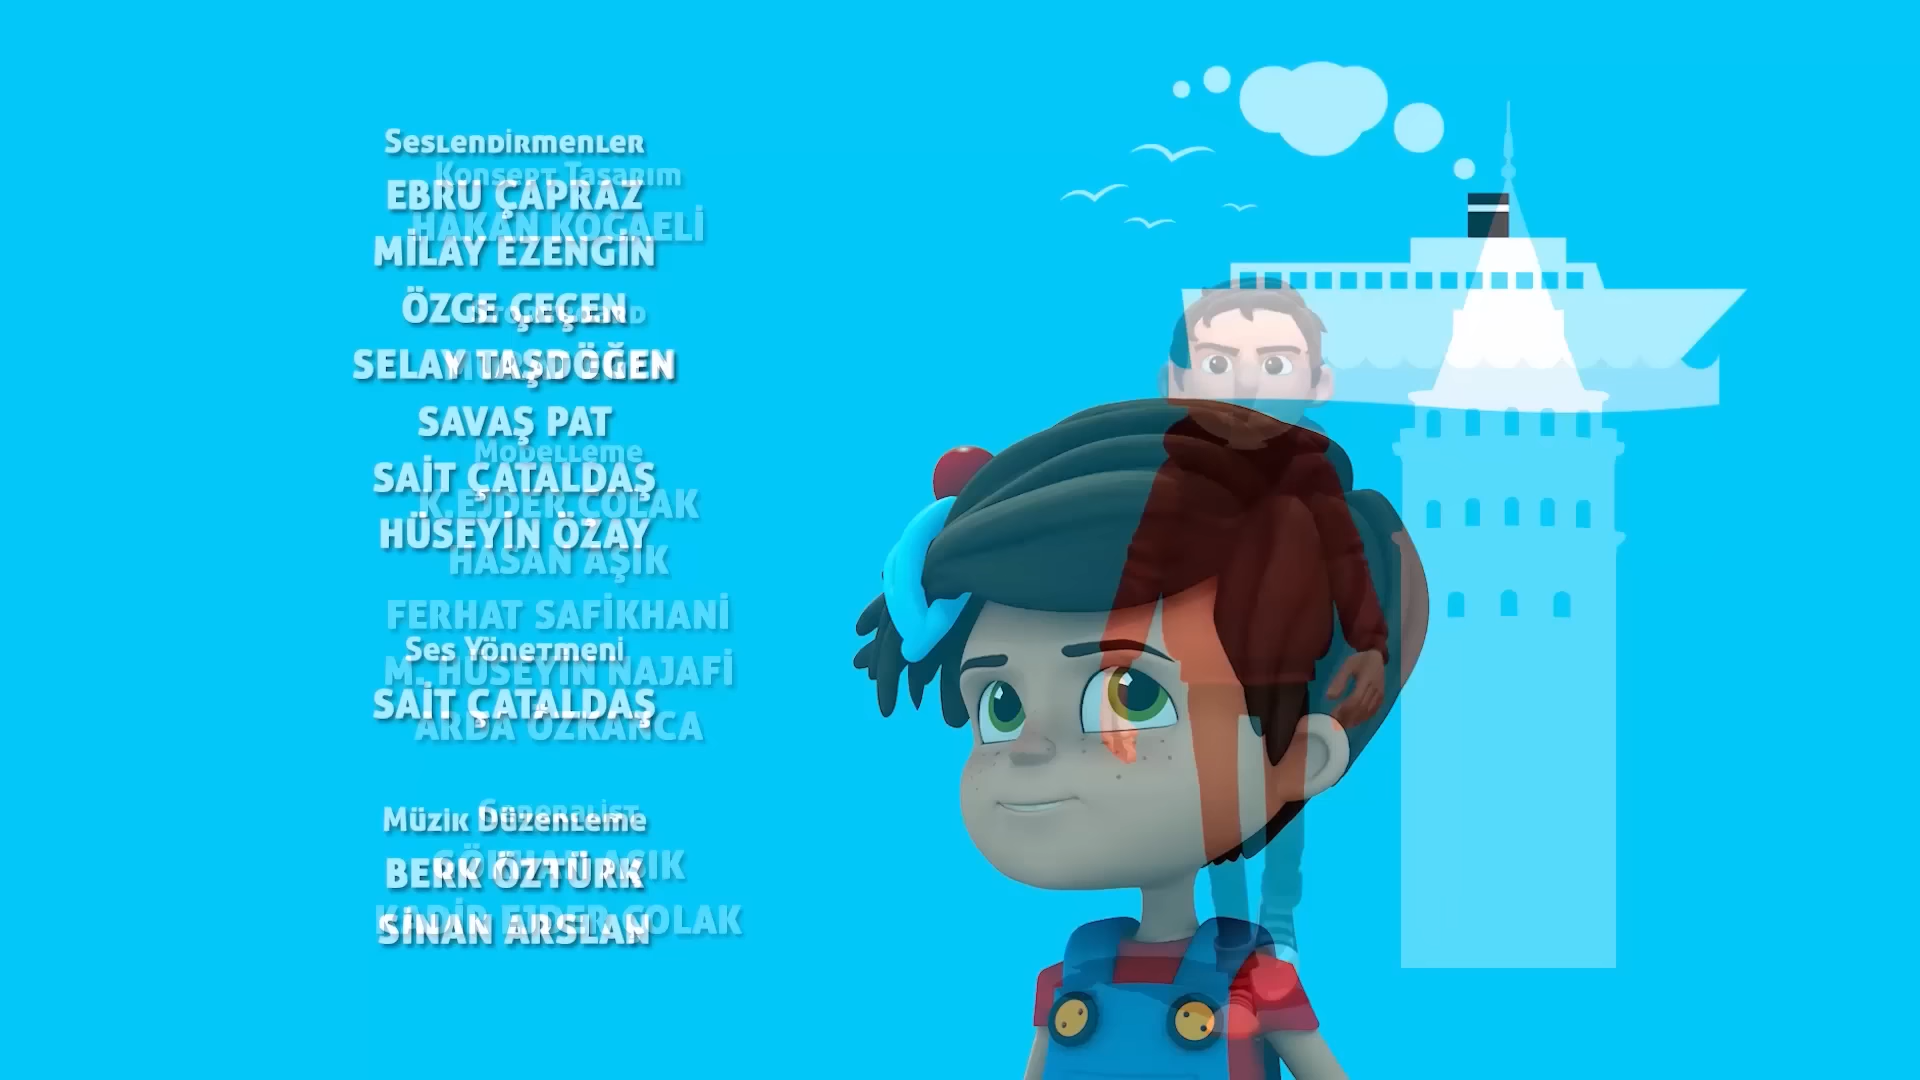 Seslendirmenler
Konsept Tasarım
EBRU ÇAPRAZ
HAKAN KOCAELİ
MİLAY EZENGİN
ÖZGE ÇEÇEN
SELAY TAŞDÖĞEN
SAVAŞ PAT
Modelleme
SAİT ÇATALDAŞ
K.EJDER ÇOLAK
HÜSEYİN ÖZAY
HASAN AŞIK
FERHAT SAFİKHANİ
Ses Yönetmeni
M. HÜSEYİN NAJAFİ
SAİT ÇATALDAŞ
ARDA ÖZKANCA
Generalist
Müzik Düzenleme
BERK ÖZTÜRK
KADİR EJDER ÇOLAK
SİNAN ARSLAN